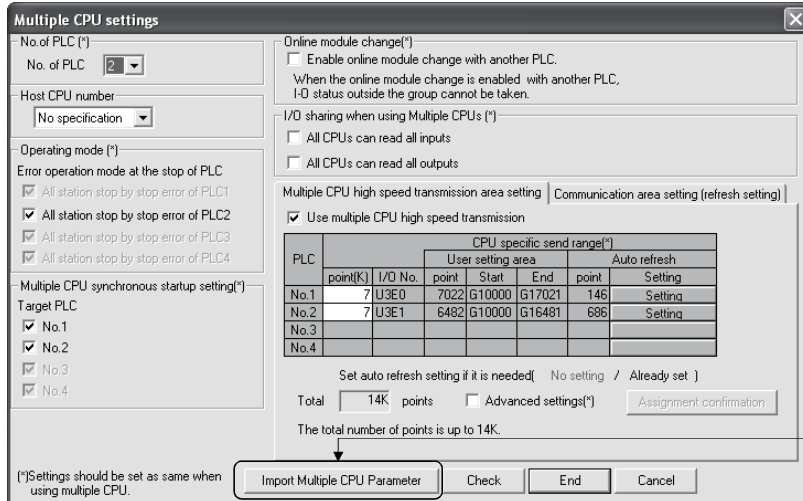 Multiple CPU settings
No.of PLC (*)
No. of PLC 2
Host CPU number
No specification
Operating mode (*)
Error operation mode at the stop of PLC
All station stop by stop error of PLC1
All station stop by stop error of PLC2
All station stop by stop error of PLC3
All station stop by stop error of PLC4
Multiple CPU synchronous startup setting(*)
Target PLC
No.1
No.2
No.3
No.4
Online module change(*)
Enable online module change with another PLC.
When the online module change is enabled with another PLC,
I-O status outside the group cannot be taken.
I/O sharing when using Multiple CPUs (*)
All CPUs can read all inputs
All CPUs can read all outputs
Multiple CPU high speed transmission area setting Communication area setting (refresh setting)
Use multiple CPU high speed transmission
CPU specific send range(*)
PLC User setting area Auto refresh
point(K) I/O No. point Start End point Setting
No.1 7 U3E0 7022 G10000 G17021 146 Setting
No.2 7 U3E1 6482 G10000 G16481 686 Setting
No.3
No.4
Set auto refresh setting if it is needed( No setting / Already set )
Total 14K points Advanced settings(*) Assignment confirmation
The total number of points is up to 14K.
(*)Settings should be set as same when
using multiple CPU.
Import Multiple CPU Parameter Check End Cancel